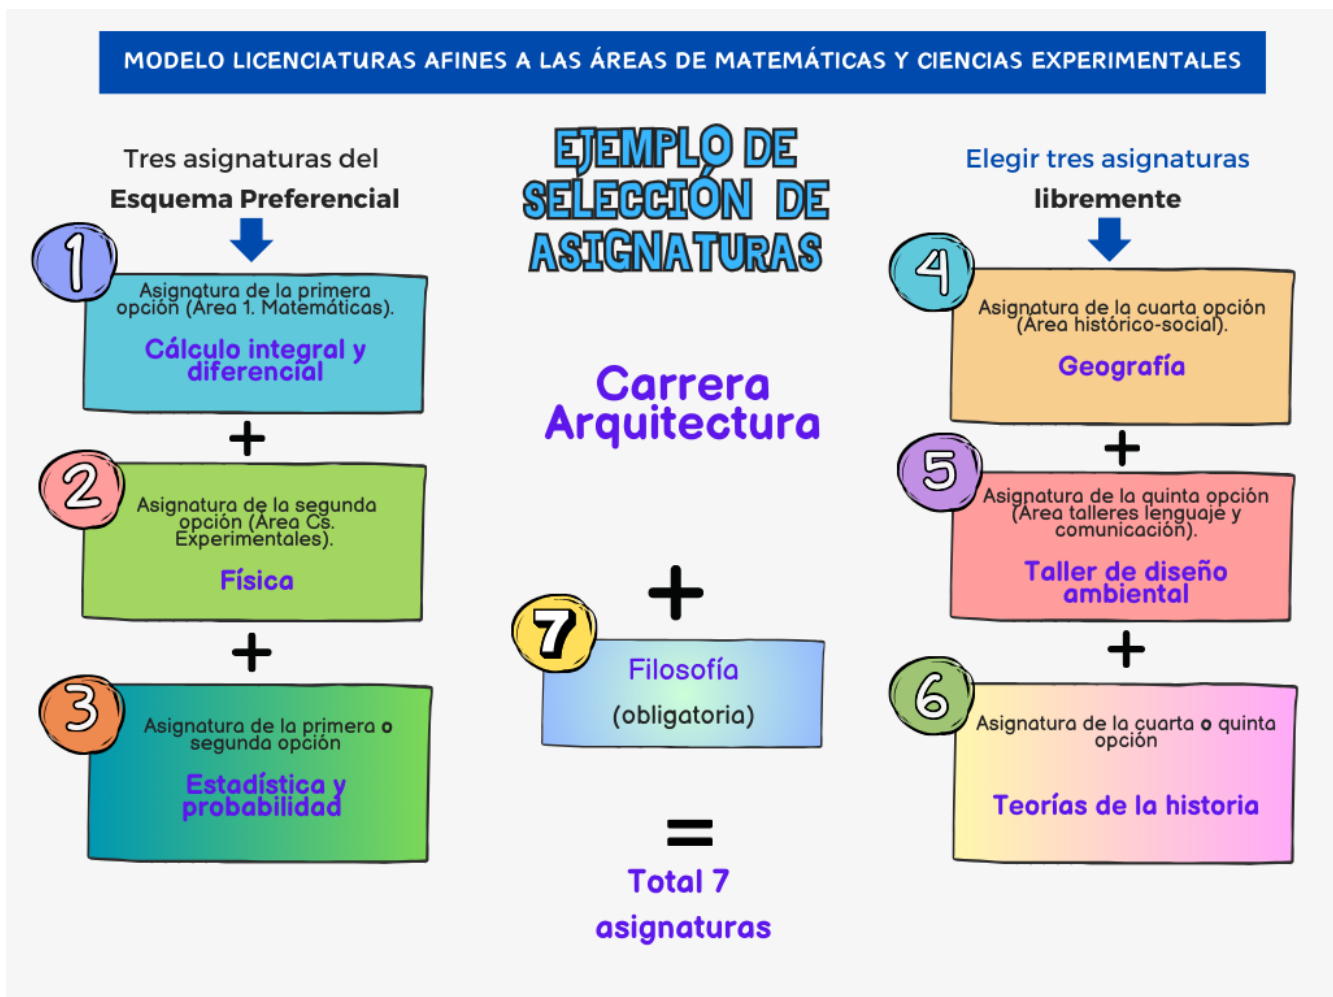 MODELO LICENCIATURAS AFINES A LAS ÁREAS DE MATEMÁTICAS Y CIENCIAS EXPERIMENTALES
EJEMPLO DE
SELECCIÓN DE
ASIGNATURAS
Tres asignaturas del
Esquema Preferencial
1
Asignatura de la primera
opción (Área 1. Matemáticas).
Cálculo integral y
diferencial
+
2
Asignatura de la segunda
opción (Área Cs.
Experimentales).
Física
+
3
Asignatura de la primera o
segunda opción
Estadística y
probabilidad
Carrera
Arquitectura
+
7
Filosofía
(obligatoria)
=
Total 7
asignaturas
Elegir tres asignaturas
libremente
4
Asignatura de la cuarta opción
(Área histórico-social).
Geografía
+
5
Asignatura de la quinta opción
(Área talleres lenguaje y
comunicación).
Taller de diseño
ambiental
+
6
Asignatura de la cuarta o quinta
opción
Teorías de la historia